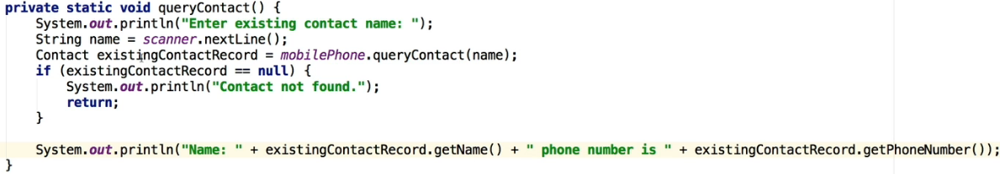 private static void queryContact() {
    System.out.println("Enter existing contact name: ");
    String name = scanner.nextLine();
    Contact existingContactRecord = mobilePhone.queryContact(name);
    if (existingContactRecord == null) {
        System.out.println("Contact not found.");
        return;
    }

    System.out.println("Name: " + existingContactRecord.getName() + " phone number is " + existingContactRecord.getPhoneNumber());
}